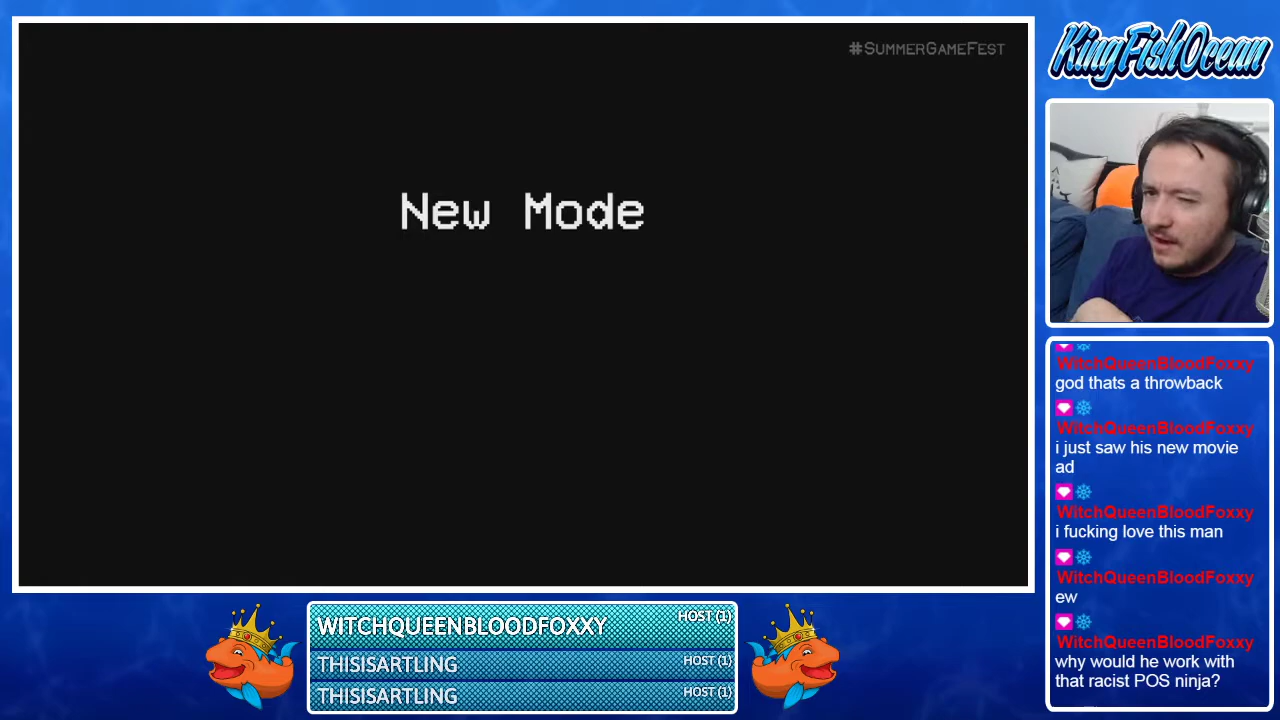 #SUMMERGAMEFEST
New Mode
KingFishOcean
WitchQueenBloodFoxxy
god thats a throwback
WitchQueenBloodFoxxy
i just saw his new movie
ad
WitchQueenBloodFoxxy
i fucking love this man
WitchQueenBloodFoxxy
ew
WitchQueenBloodFoxxy
why would he work with
that racist POS ninja?
WITCHQUEENBLOODFOXXY HOST (1)
THISISARTLING HOST (1)
THISISARTLING HOST (1)